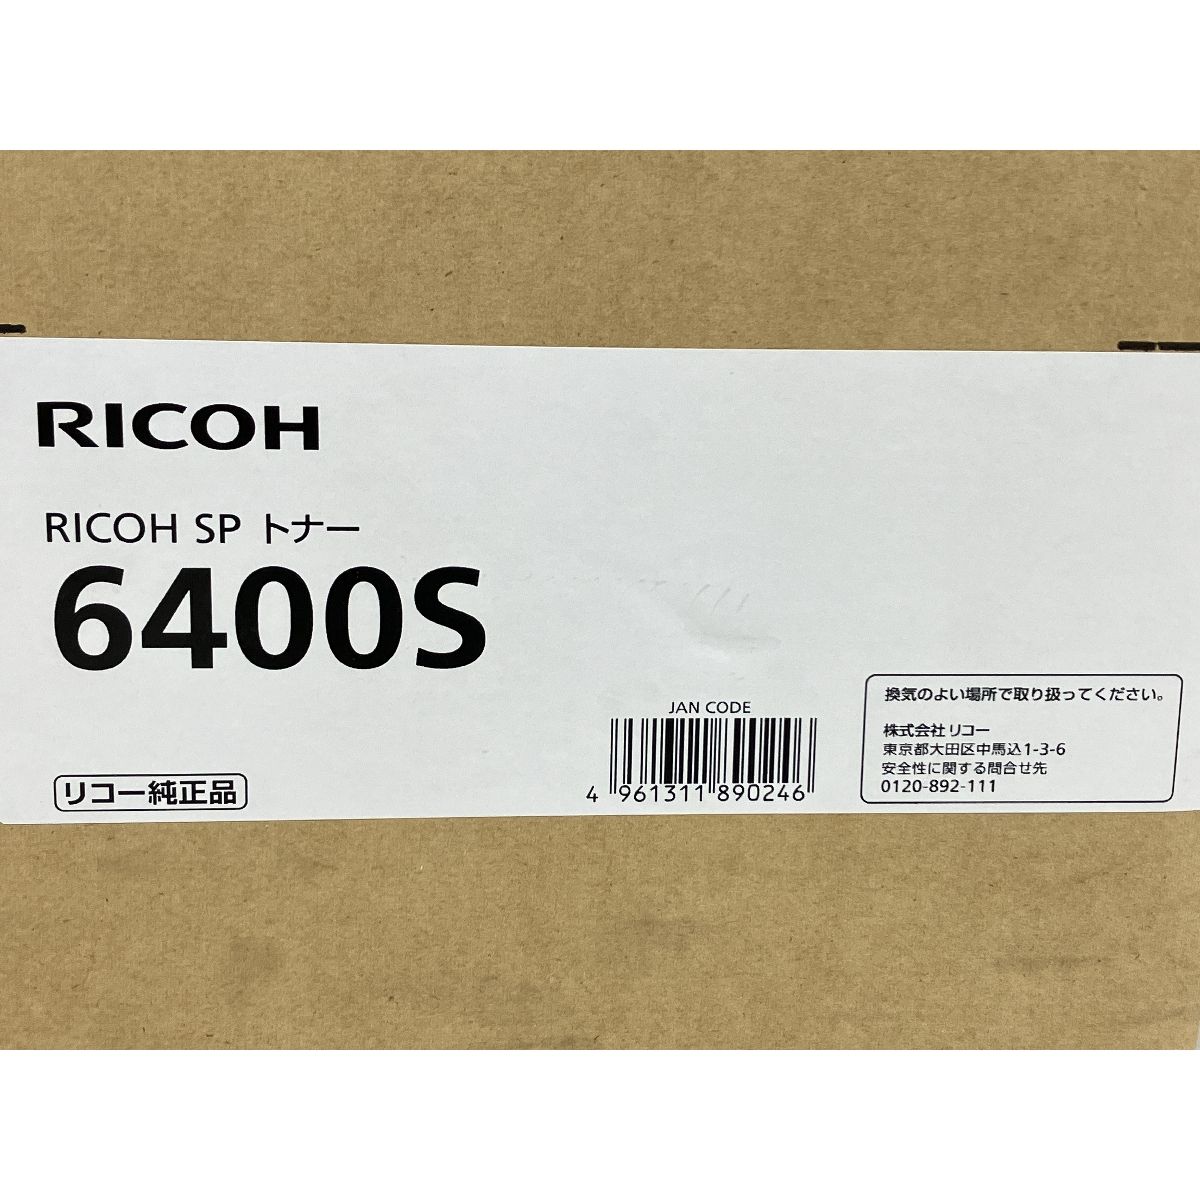 RICOH
RICOH SP トナー
6400S
リコー純正品
JAN CODE
4 961311 890246
換気のよい場所で取り扱ってください。
株式会社リコー
東京都大田区中馬込1-3-6
安全性に関する問合せ先
0120-892-111